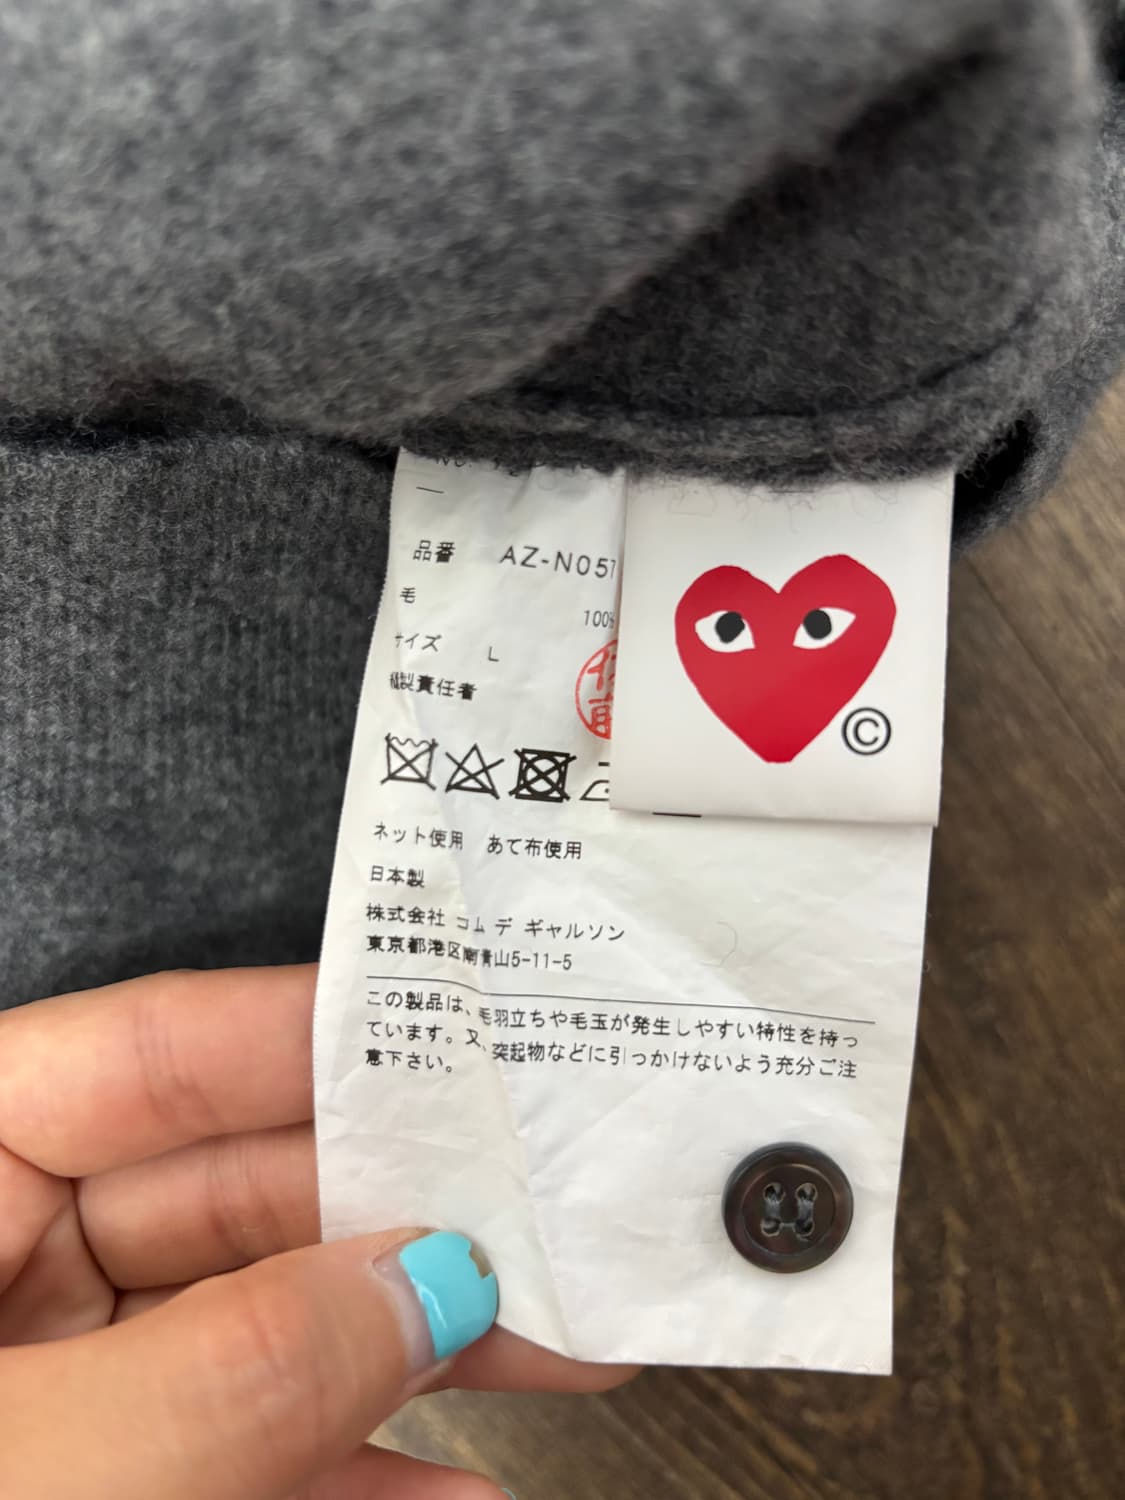 品番 AZ-N051
毛 100%
サイズ L
縫製責任者
ネット使用 あて布使用
日本製
株式会社 コム デ ギャルソン
東京都港区南青山5-11-5
この製品は、毛羽立ちや毛玉が発生しやすい特性を持っ
ています。又、突起物などに引っかけないよう充分ご注
意下さい。
©